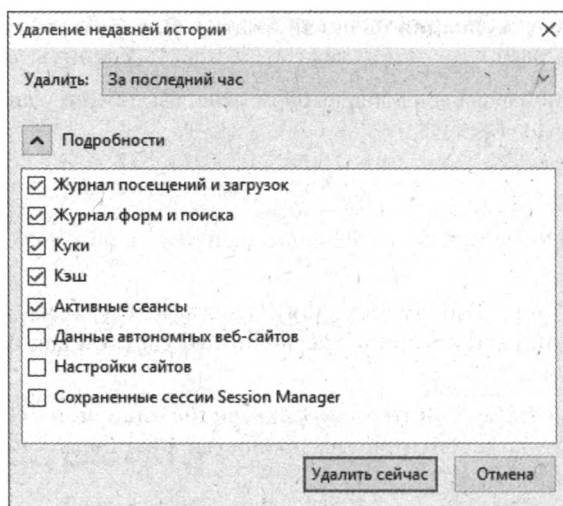 Удаление недавней истории
Удалить: За последний час
Подробности
Журнал посещений и загрузок
Журнал форм и поиска
Куки
Кэш
Активные сеансы
Данные автономных веб-сайтов
Настройки сайтов
Сохраненные сессии Session Manager
Удалить сейчас Отмена